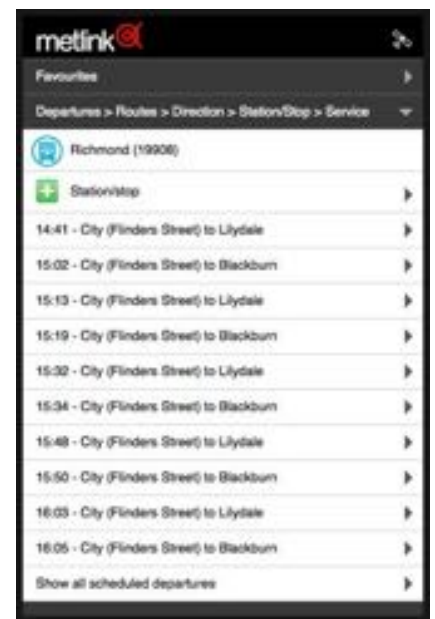 metlink
Favourites
Departures > Routes > Direction > Station/Stop > Service
Richmond (19908)
Station/stop
14:41 - City (Flinders Street) to Lilydale
15:02 - City (Flinders Street) to Blackburn
15:13 - City (Flinders Street) to Lilydale
15:19 - City (Flinders Street) to Blackburn
15:32 - City (Flinders Street) to Lilydale
15:34 - City (Flinders Street) to Blackburn
15:48 - City (Flinders Street) to Lilydale
15:50 - City (Flinders Street) to Blackburn
16:03 - City (Flinders Street) to Lilydale
16:05 - City (Flinders Street) to Blackburn
Show all scheduled departures